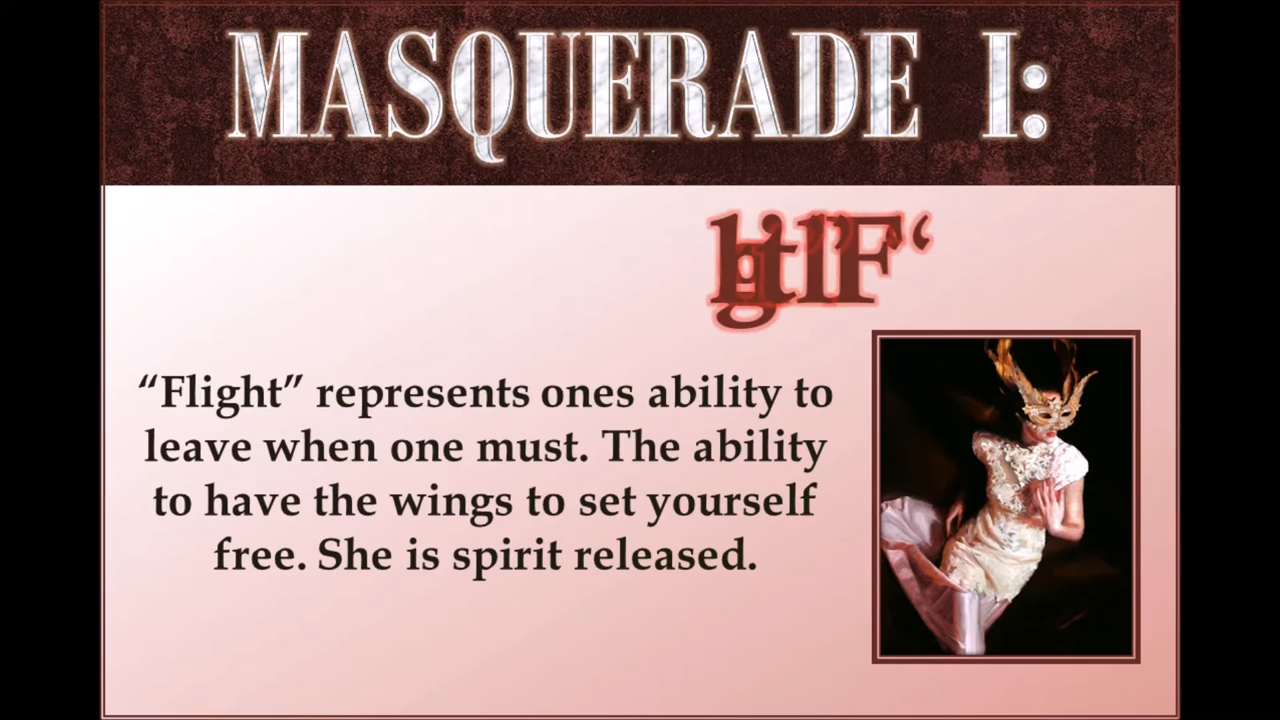 MASQUERADE I:
“Flight” represents ones ability to
leave when one must. The ability
to have the wings to set yourself
free. She is spirit released.